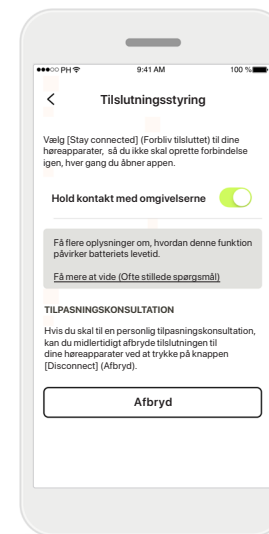 PH 9:41 AM 100 %
Tilslutningsstyring
Vælg [Stay connected] (Forbliv tilsluttet) til dine
høreapparater, så du ikke skal oprette forbindelse
igen, hver gang du åbner appen.
Hold kontakt med omgivelserne
Få flere oplysninger om, hvordan denne funktion
påvirker batteriets levetid.
Få mere at vide (Ofte stillede spørgsmål)
TILPASNINGSKONSULTATION
Hvis du skal til en personlig tilpasningskonsultation,
kan du midlertidigt afbryde tilslutningen til
dine høreapparater ved at trykke på knappen
[Disconnect] (Afbryd).
Afbryd